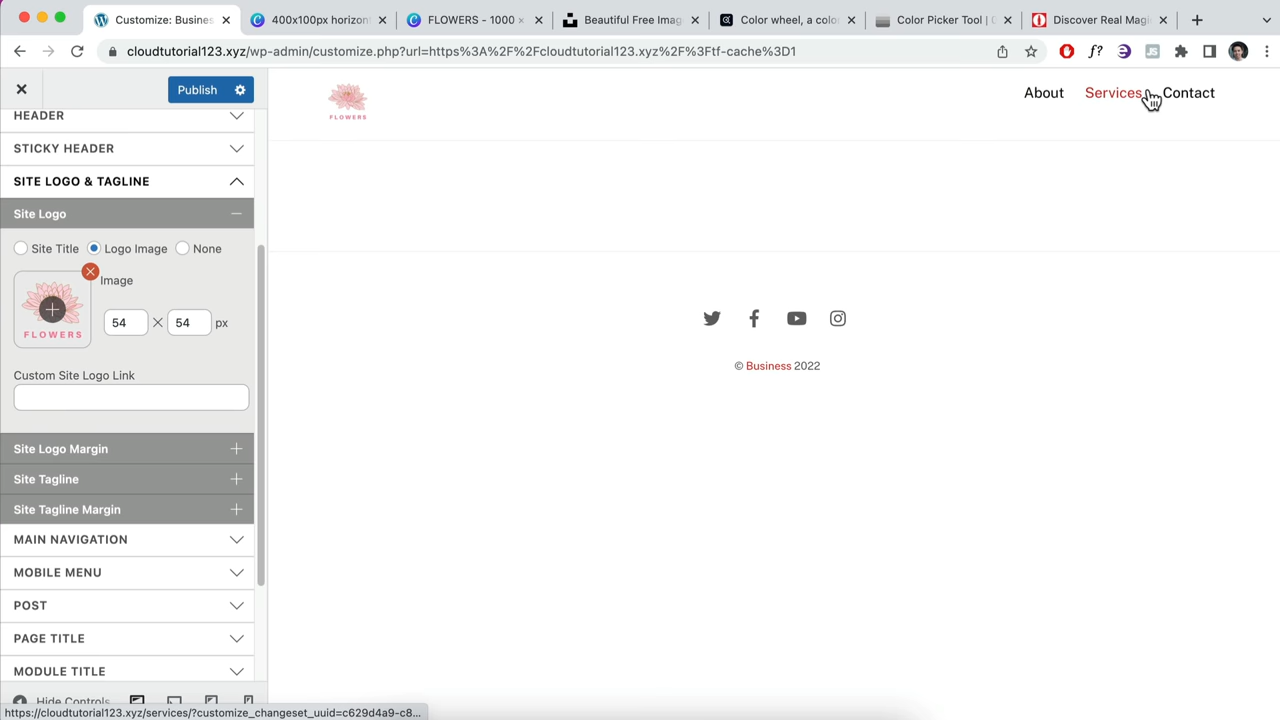 Customize: Busines
400x100px horizon
FLOWERS - 1000 ×
Beautiful Free Imag
Color wheel, a colo
Color Picker Tool | C
Discover Real Magi
cloudtutorial123.xyz/wp-admin/customize.php?url=https%3A%2F%2Fcloudtutorial123.xyz%2F%3Ftf-cache%3D1
f?
JS
Publish
HEADER
STICKY HEADER
SITE LOGO & TAGLINE
Site Logo
Site Title
Logo Image
None
FLOWERS
Image
54 × 54 px
Custom Site Logo Link
Site Logo Margin
Site Tagline
Site Tagline Margin
MAIN NAVIGATION
MOBILE MENU
POST
PAGE TITLE
MODULE TITLE
Hide Controls
https://cloudtutorial123.xyz/services/?customize_changeset_uuid=c629d4a9-c8...
FLOWERS
About Services Contact
© Business 2022